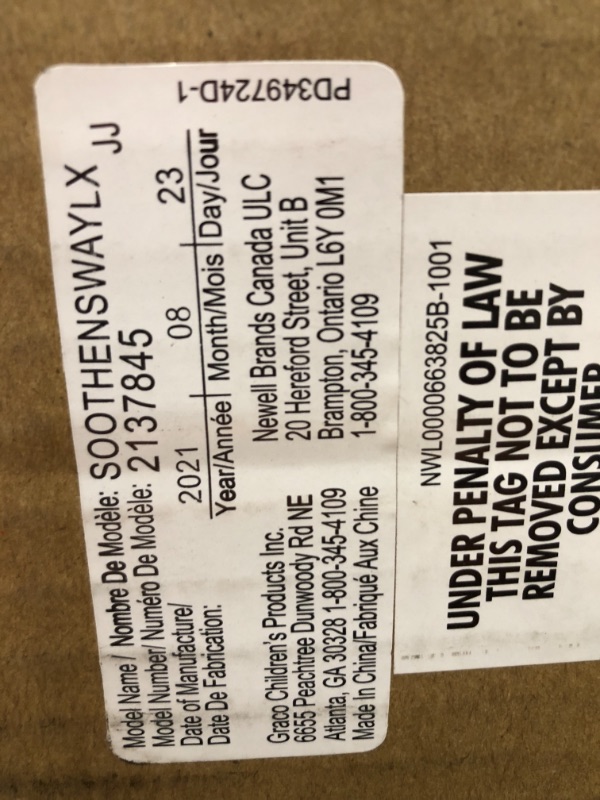 Model Name / Nombre De Modèle: SOOTHENSWAYLX JJ
Model Number/ Numéro De Modèle: 2137845
Date of Manufacture/ 2021 08 23
Date De Fabrication: Year/Année Month/Mois Day/Jour
Graco Children's Products Inc.
6655 Peachtree Dunwoody Rd NE
Atlanta, GA 30328 1-800-345-4109
Made In China/Fabriqué Aux Chine
Newell Brands Canada ULC
20 Hereford Street, Unit B
Brampton, Ontario L6Y 0M1
1-800-345-4109
PD349724D-1
NWL0000663825B-1001
UNDER PENALTY OF LAW
THIS TAG NOT TO BE
REMOVED EXCEPT BY
CONSUMER